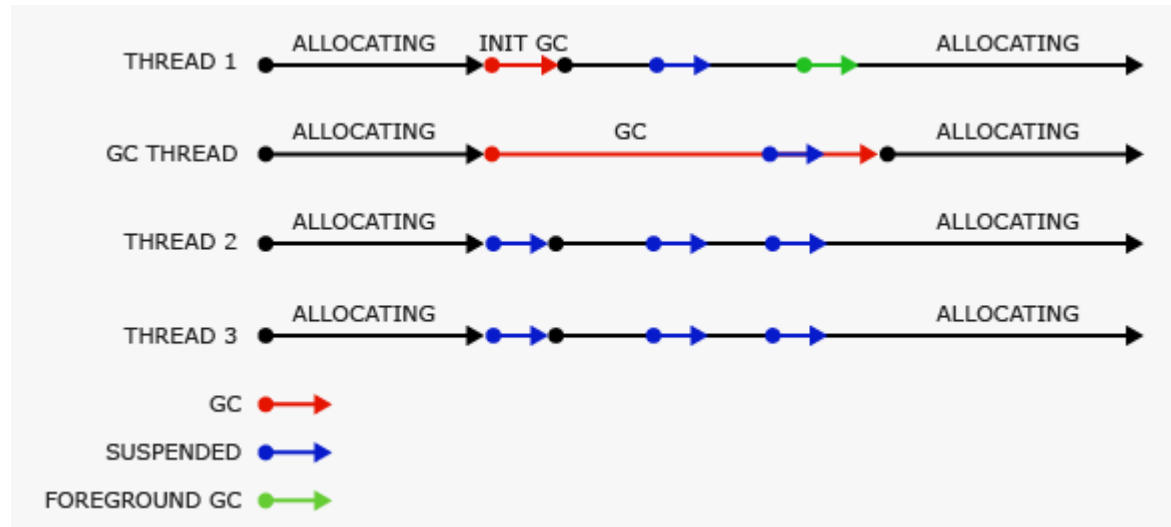 ALLOCATING INIT GC ALLOCATING
THREAD 1
ALLOCATING GC ALLOCATING
GC THREAD
ALLOCATING ALLOCATING
THREAD 2
ALLOCATING ALLOCATING
THREAD 3
GC
SUSPENDED
FOREGROUND GC